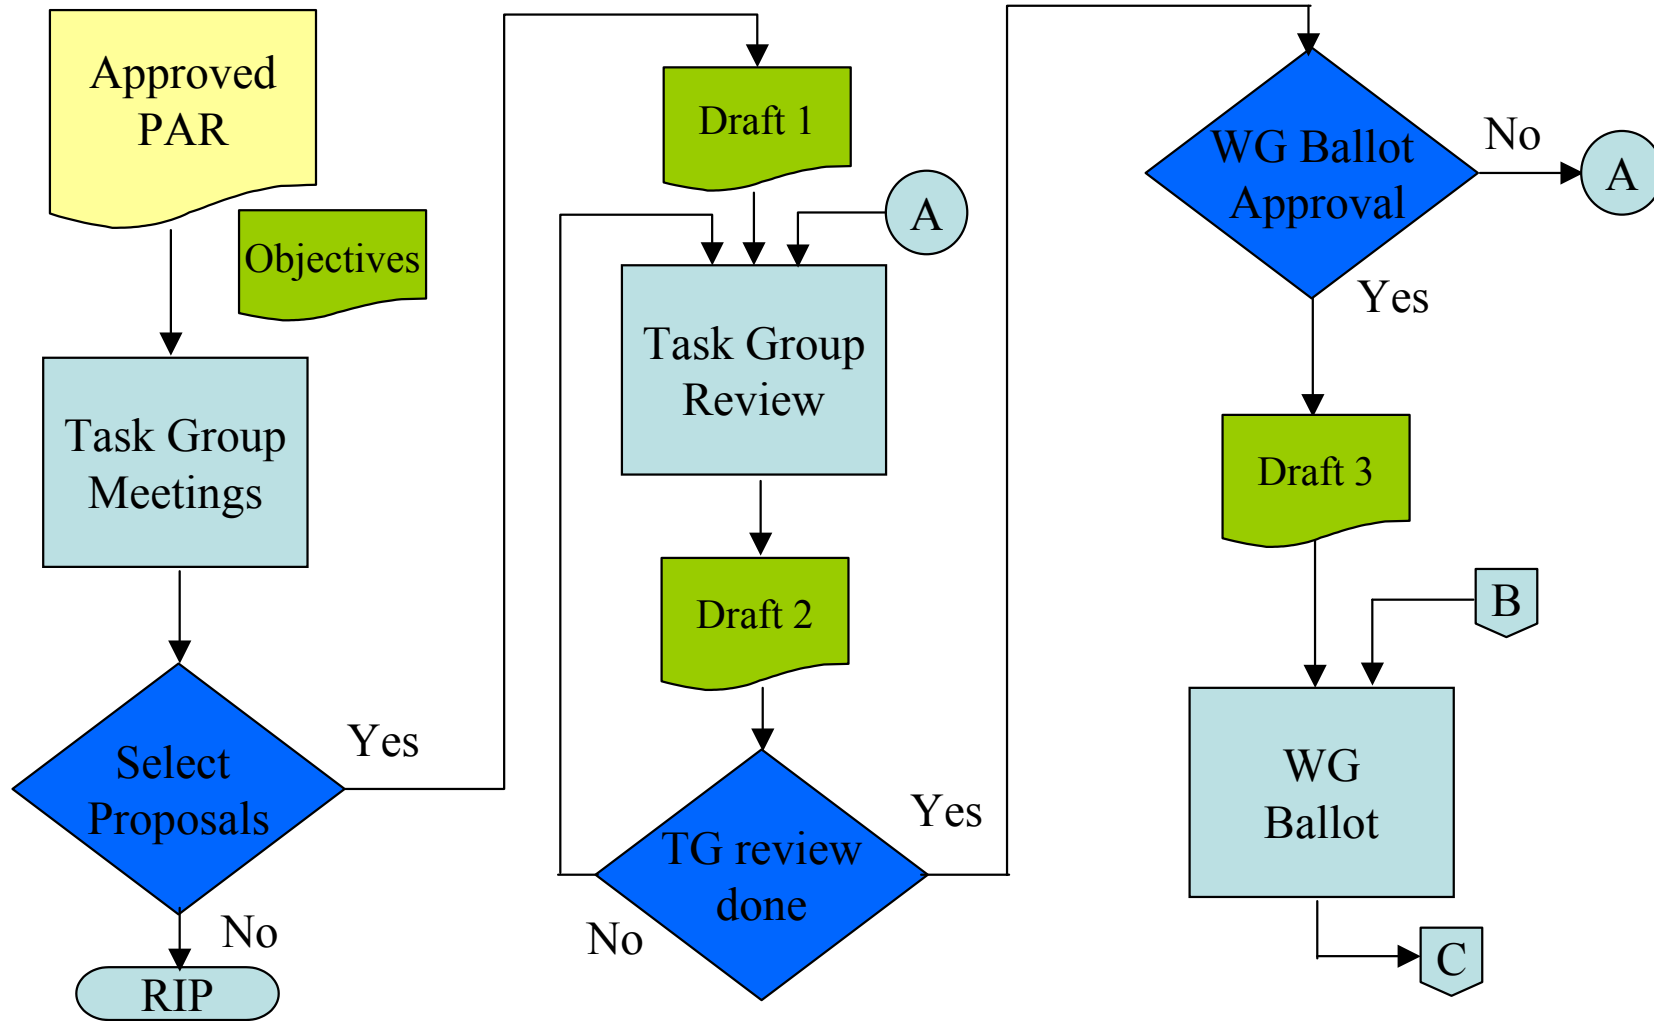 Approved
PAR
Objectives
Task Group
Meetings
Select
Proposals
Yes
No
RIP
Draft 1
A
Task Group
Review
Draft 2
TG review
done
No
Yes
WG Ballot
Approval
No
A
Yes
Draft 3
B
WG
Ballot
C